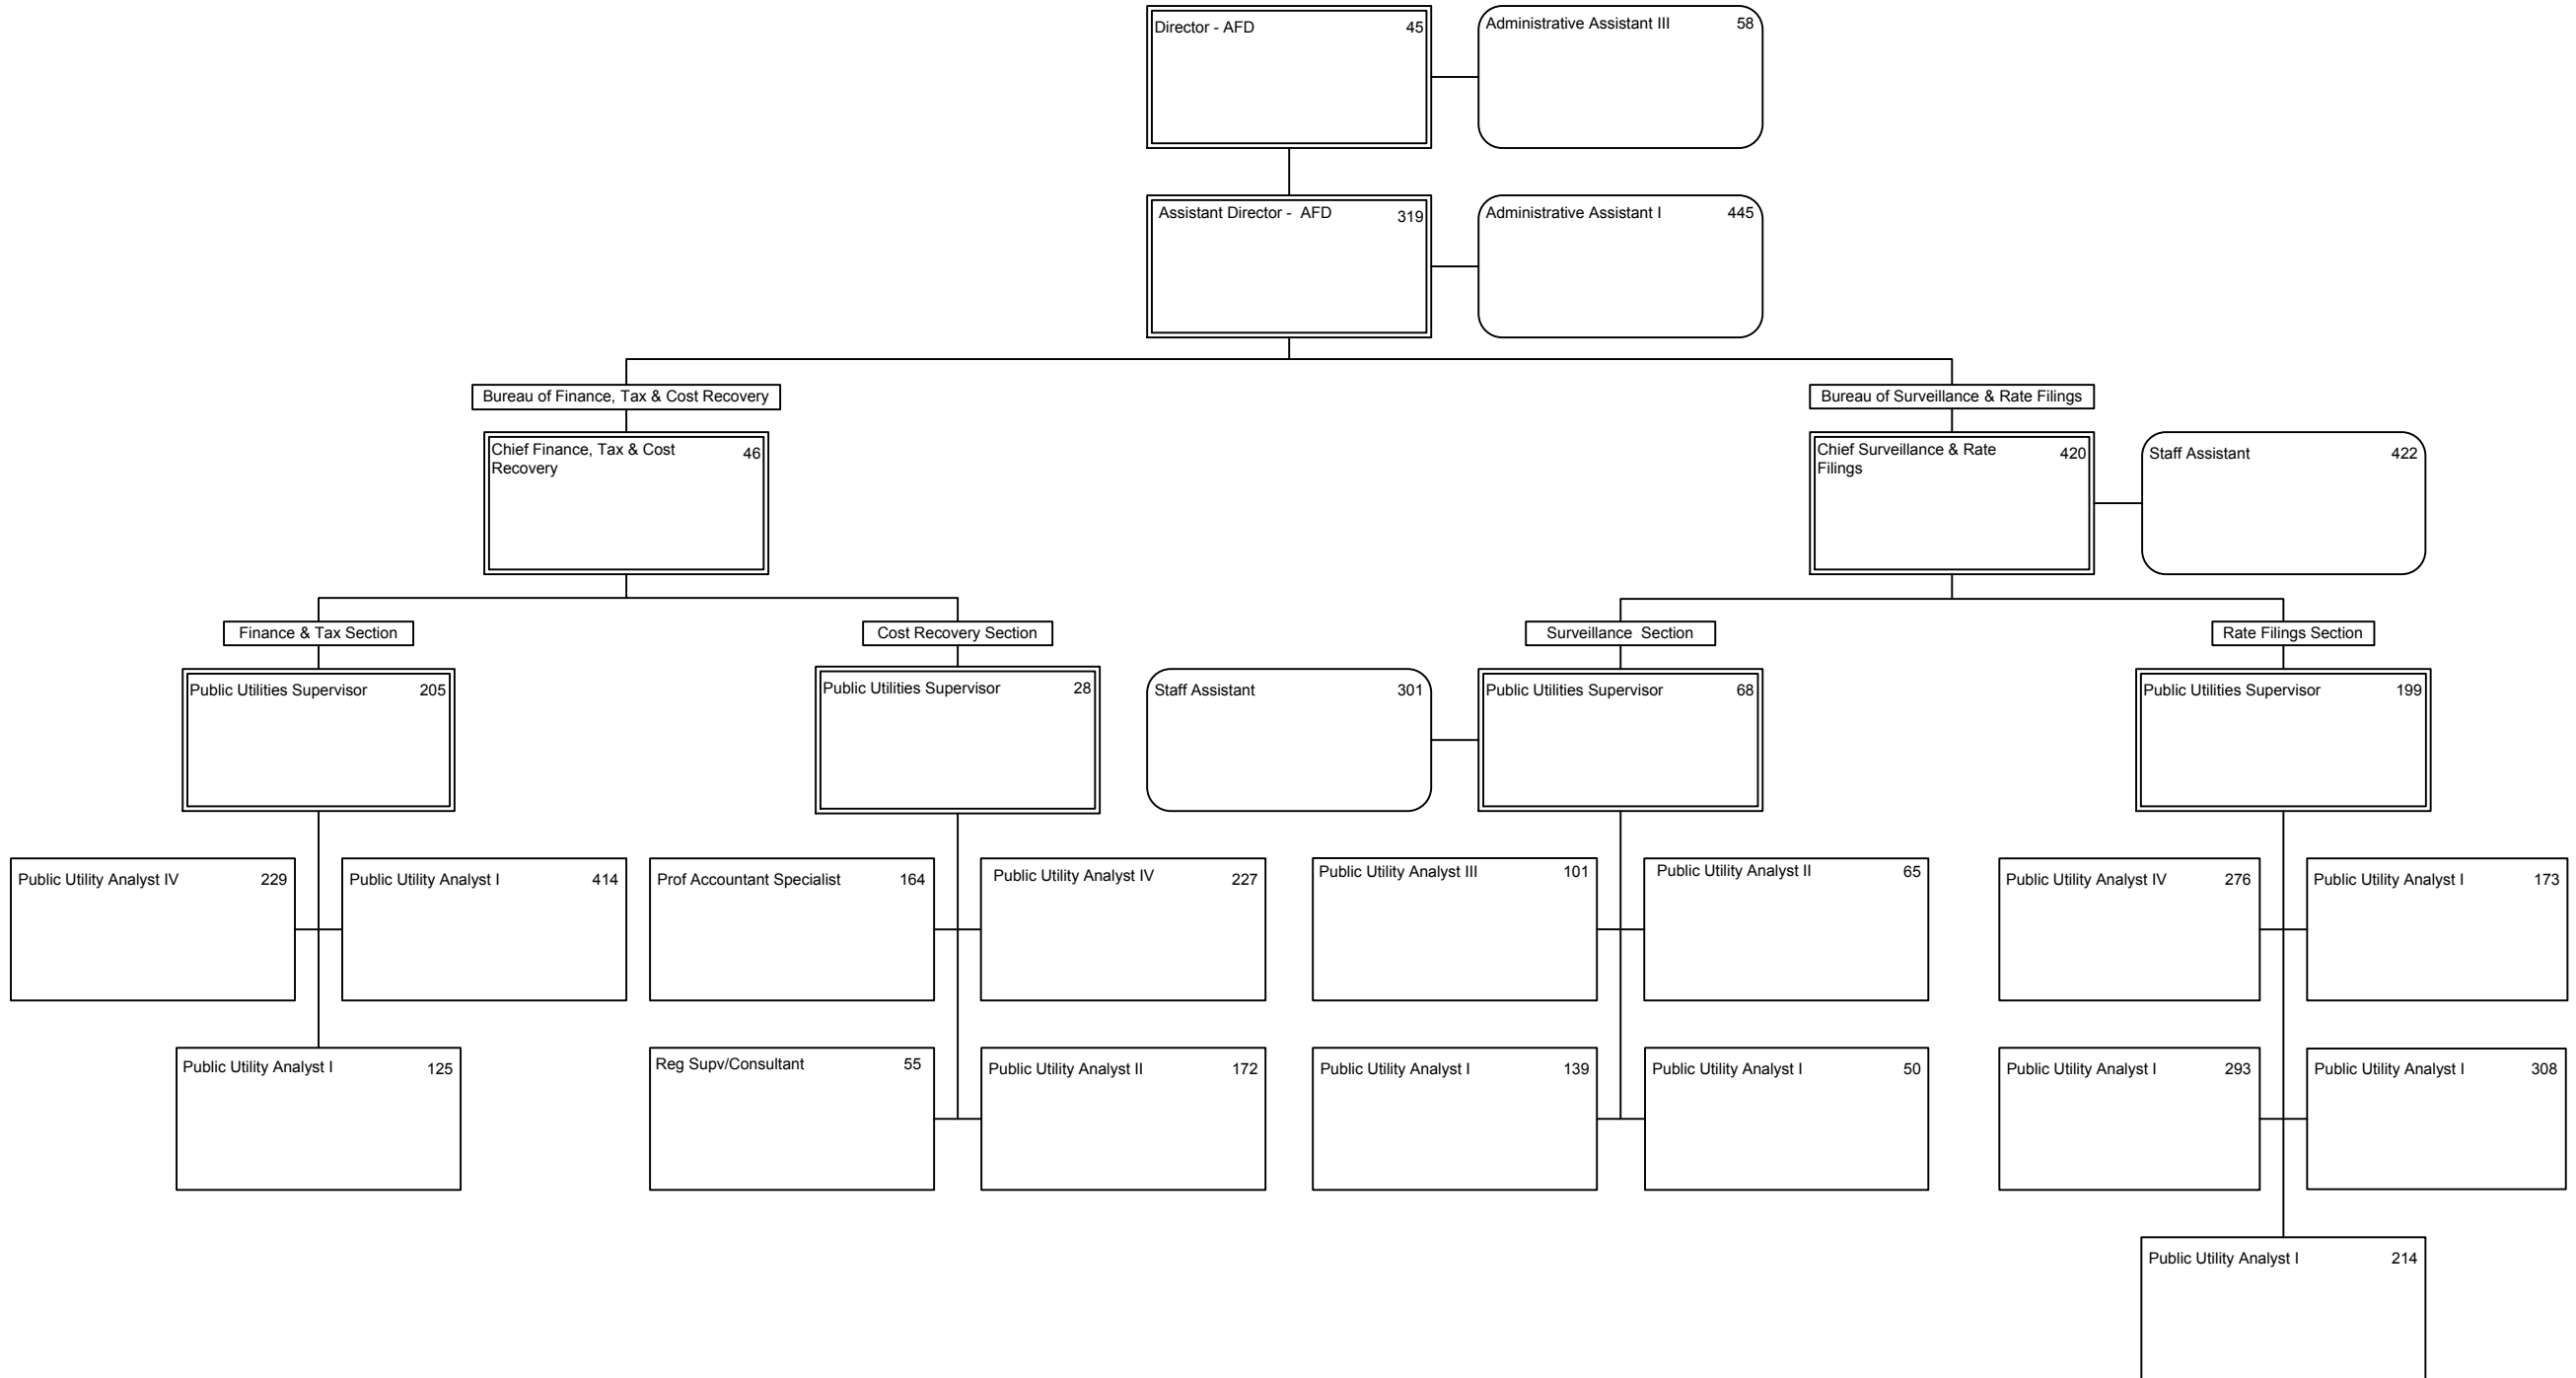 Director - AFD 45
Administrative Assistant III 58
Assistant Director - AFD 319
Administrative Assistant I 445
Bureau of Finance, Tax & Cost Recovery
Bureau of Surveillance & Rate Filings
Chief Finance, Tax & Cost 46
Recovery
Chief Surveillance & Rate 420
Filings
Staff Assistant 422
Finance & Tax Section
Cost Recovery Section
Surveillance Section
Rate Filings Section
Public Utilities Supervisor 205
Public Utilities Supervisor 28
Staff Assistant 301
Public Utilities Supervisor 68
Public Utilities Supervisor 199
Public Utility Analyst IV 229
Public Utility Analyst I 414
Prof Accountant Specialist 164
Public Utility Analyst IV 227
Public Utility Analyst III 101
Public Utility Analyst II 65
Public Utility Analyst IV 276
Public Utility Analyst I 173
Public Utility Analyst I 125
Reg Supv/Consultant 55
Public Utility Analyst II 172
Public Utility Analyst I 139
Public Utility Analyst I 50
Public Utility Analyst I 293
Public Utility Analyst I 308
Public Utility Analyst I 214